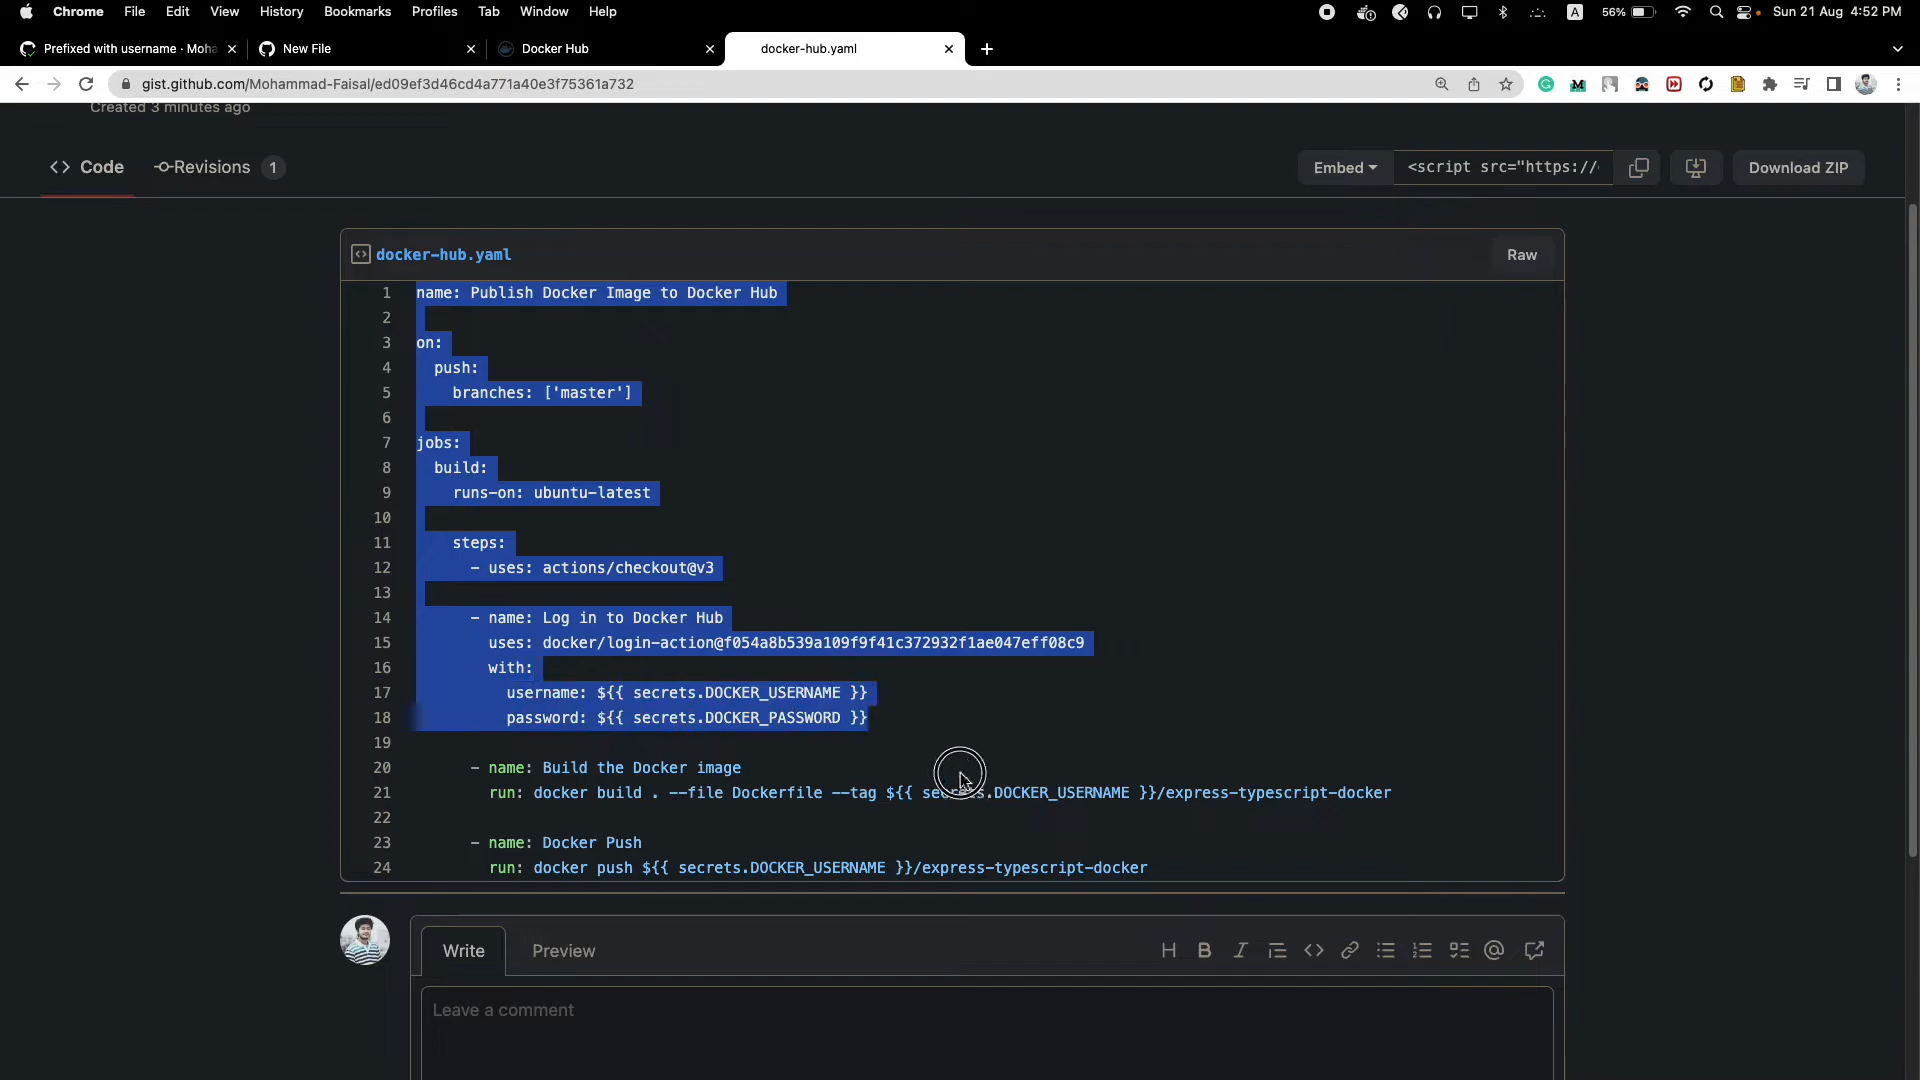 Chrome File Edit View History Bookmarks Profiles Tab Window Help A 56% Sun 21 Aug 4:52 PM
Prefixed with username · Moha New File Docker Hub docker-hub.yaml
gist.github.com/Mohammad-Faisal/ed09ef3d46cd4a771a40e3f75361a732
Created 3 minutes ago
Code Revisions 1 Embed <script src="https:// Download ZIP
docker-hub.yaml Raw
1 name: Publish Docker Image to Docker Hub
2
3 on:
4 push:
5 branches: ['master']
6
7 jobs:
8 build:
9 runs-on: ubuntu-latest
10
11 steps:
12 - uses: actions/checkout@v3
13
14 - name: Log in to Docker Hub
15 uses: docker/login-action@f054a8b539a109f9f41c372932f1ae047eff08c9
16 with:
17 username: ${{ secrets.DOCKER_USERNAME }}
18 password: ${{ secrets.DOCKER_PASSWORD }}
19
20 - name: Build the Docker image
21 run: docker build . --file Dockerfile --tag ${{ secrets.DOCKER_USERNAME }}/express-typescript-docker
22
23 - name: Docker Push
24 run: docker push ${{ secrets.DOCKER_USERNAME }}/express-typescript-docker
Write Preview H B I
Leave a comment